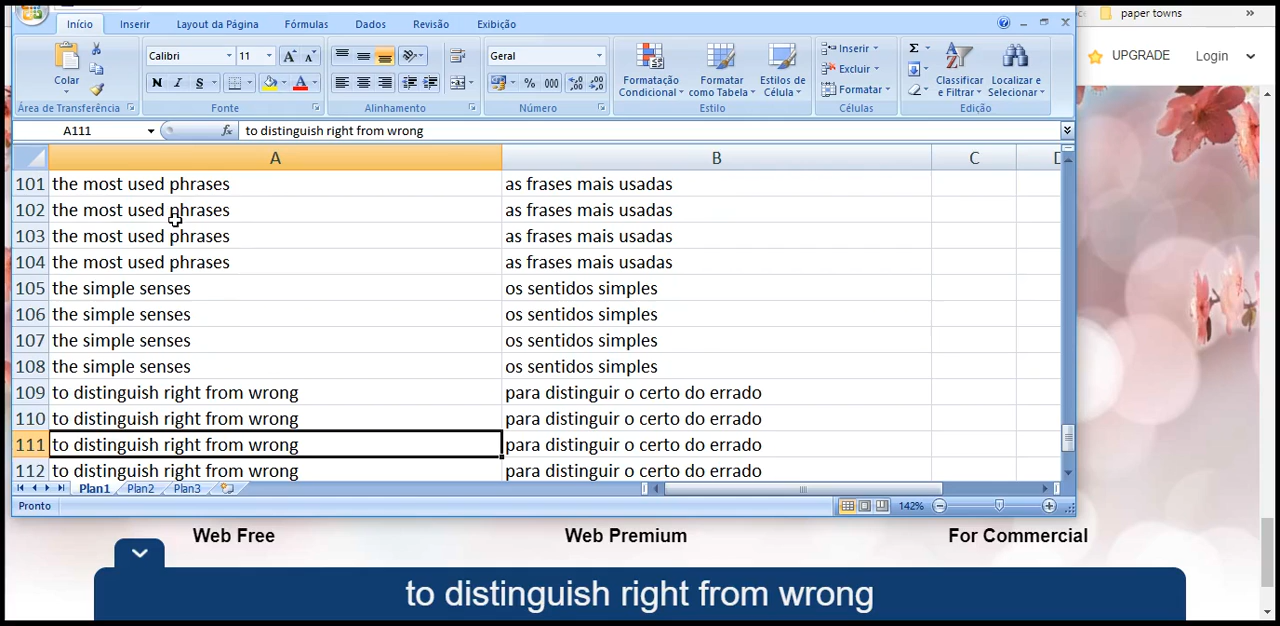 paper towns »
UPGRADE Login
Início Inserir Layout da Página Fórmulas Dados Revisão Exibição
Colar
Área de Transferência
Calibri 11
N I S
Fonte
Alinhamento
Geral
% 000
Número
Formatação Condicional
Formatar como Tabela
Estilos de Célula
Estilo
Inserir
Excluir
Formatar
Células
Σ
Classificar e Filtrar
Localizar e Selecionar
Edição
A111 fx to distinguish right from wrong
A B C D
101 the most used phrases as frases mais usadas
102 the most used phrases as frases mais usadas
103 the most used phrases as frases mais usadas
104 the most used phrases as frases mais usadas
105 the simple senses os sentidos simples
106 the simple senses os sentidos simples
107 the simple senses os sentidos simples
108 the simple senses os sentidos simples
109 to distinguish right from wrong para distinguir o certo do errado
110 to distinguish right from wrong para distinguir o certo do errado
111 to distinguish right from wrong para distinguir o certo do errado
112 to distinguish right from wrong para distinguir o certo do errado
Plan1 Plan2 Plan3
Pronto 142%
Web Free Web Premium For Commercial
to distinguish right from wrong